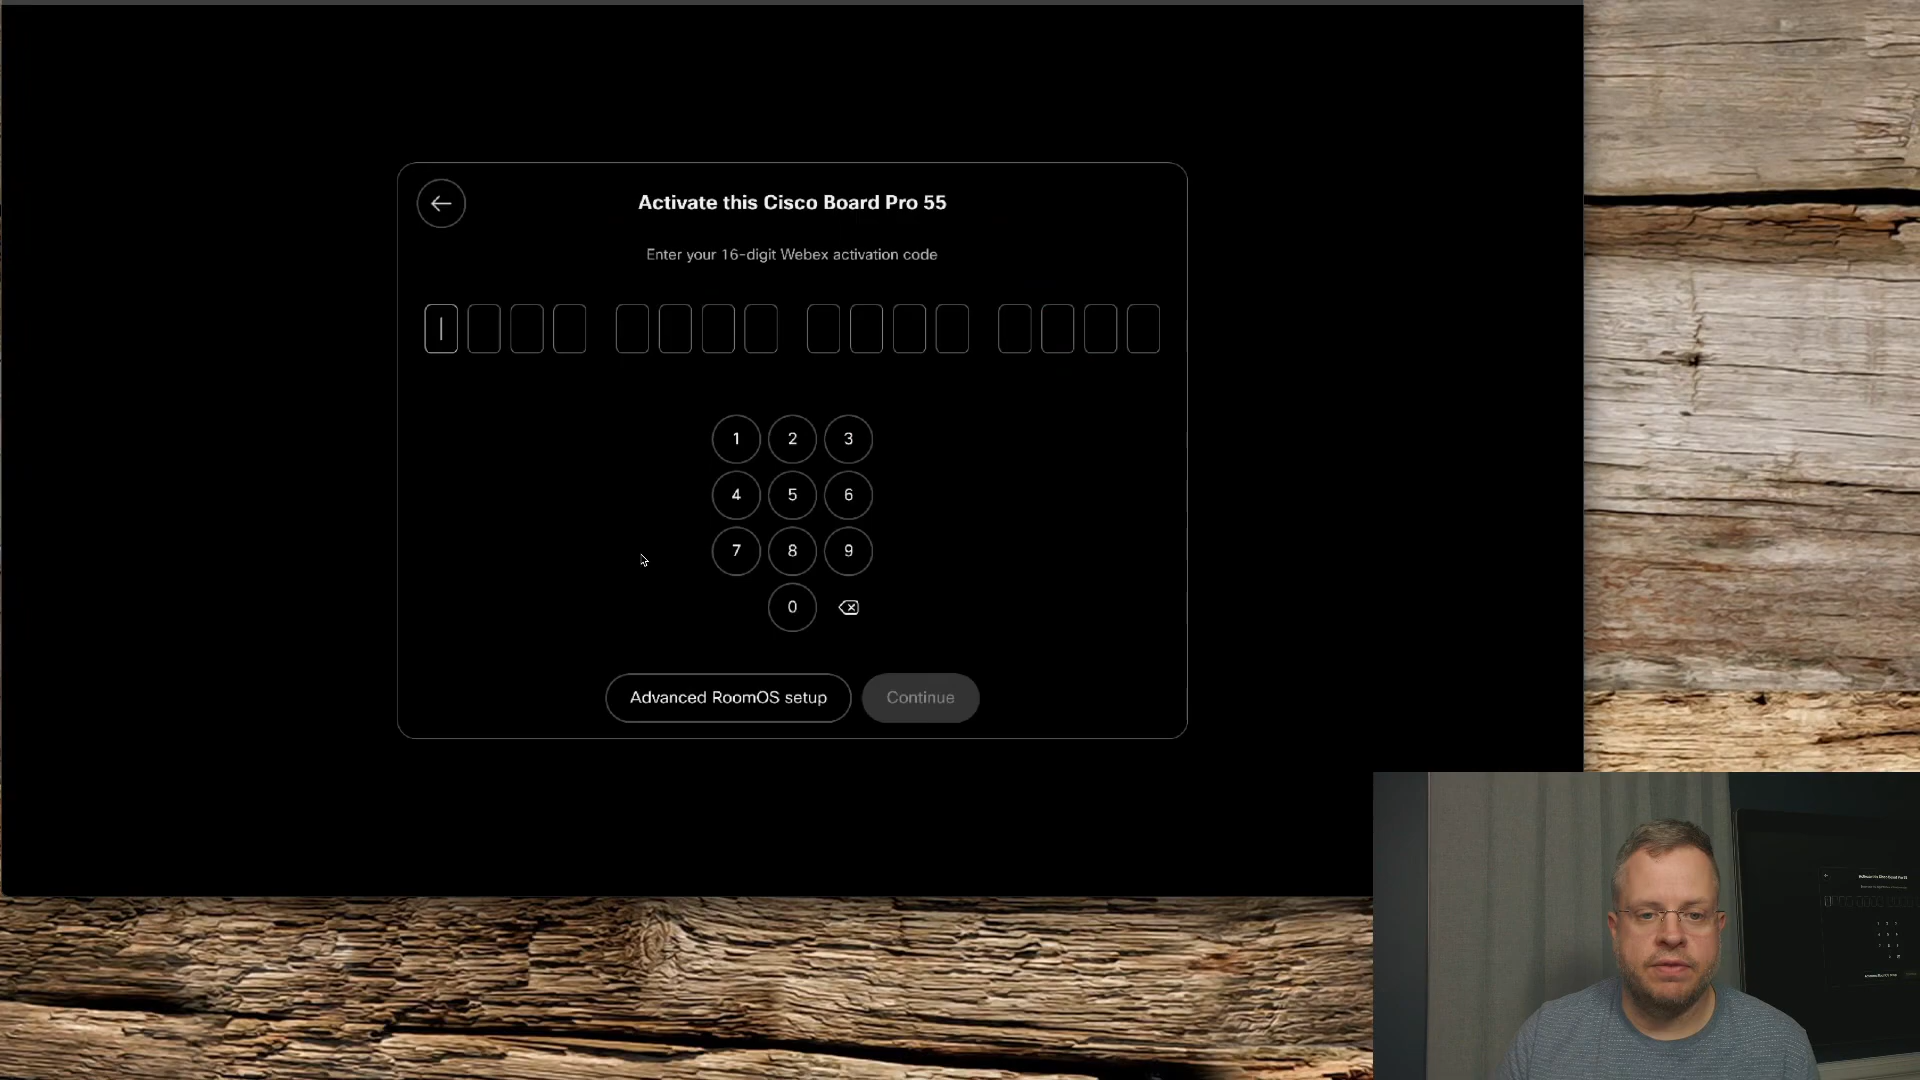 Activate this Cisco Board Pro 55
Enter your 16-digit Webex activation code
1 2 3
4 5 6
7 8 9
0
Advanced RoomOS setup Continue